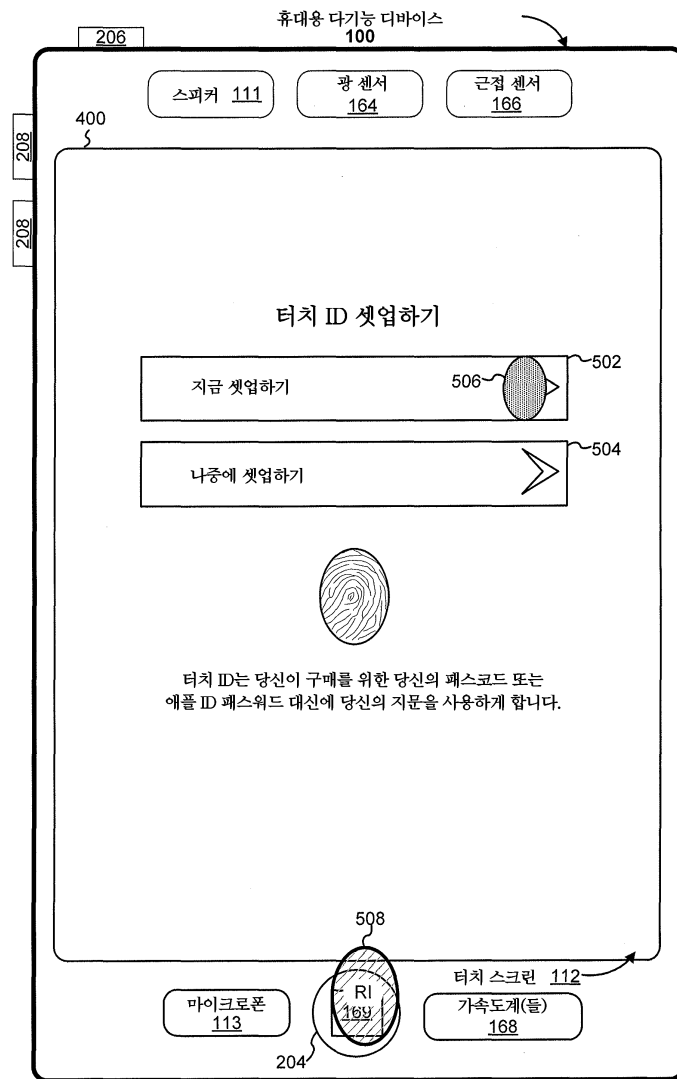 휴대용 다기능 디바이스
100
206
스피커 111
광 센서
164
근접 센서
166
400
208
208
터치 ID 셋업하기
지금 셋업하기
506
502
나중에 셋업하기
504
터치 ID는 당신이 구매를 위한 당신의 패스코드 또는
애플 ID 패스워드 대신에 당신의 지문을 사용하게 합니다.
508
터치 스크린 112
마이크로폰
113
RI
169
204
가속도계(들)
168